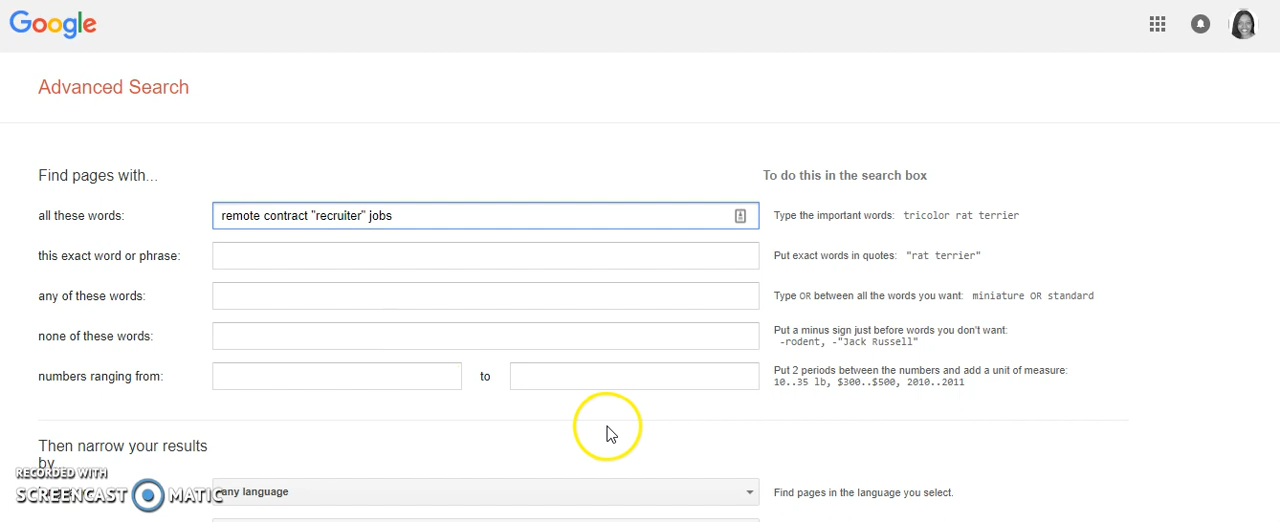 Google
Advanced Search
Find pages with...
To do this in the search box
all these words:
remote contract "recruiter" jobs
Type the important words: tricolor rat terrier
this exact word or phrase:
Put exact words in quotes: "rat terrier"
any of these words:
Type OR between all the words you want: miniature OR standard
none of these words:
Put a minus sign just before words you don't want:
-rodent, -"Jack Russell"
numbers ranging from:
to
Put 2 periods between the numbers and add a unit of measure:
10..35 lb, $300..$500, 2010..2011
Then narrow your results
by
RECORDED WITH
SCREENCAST MATIC
any language
Find pages in the language you select.